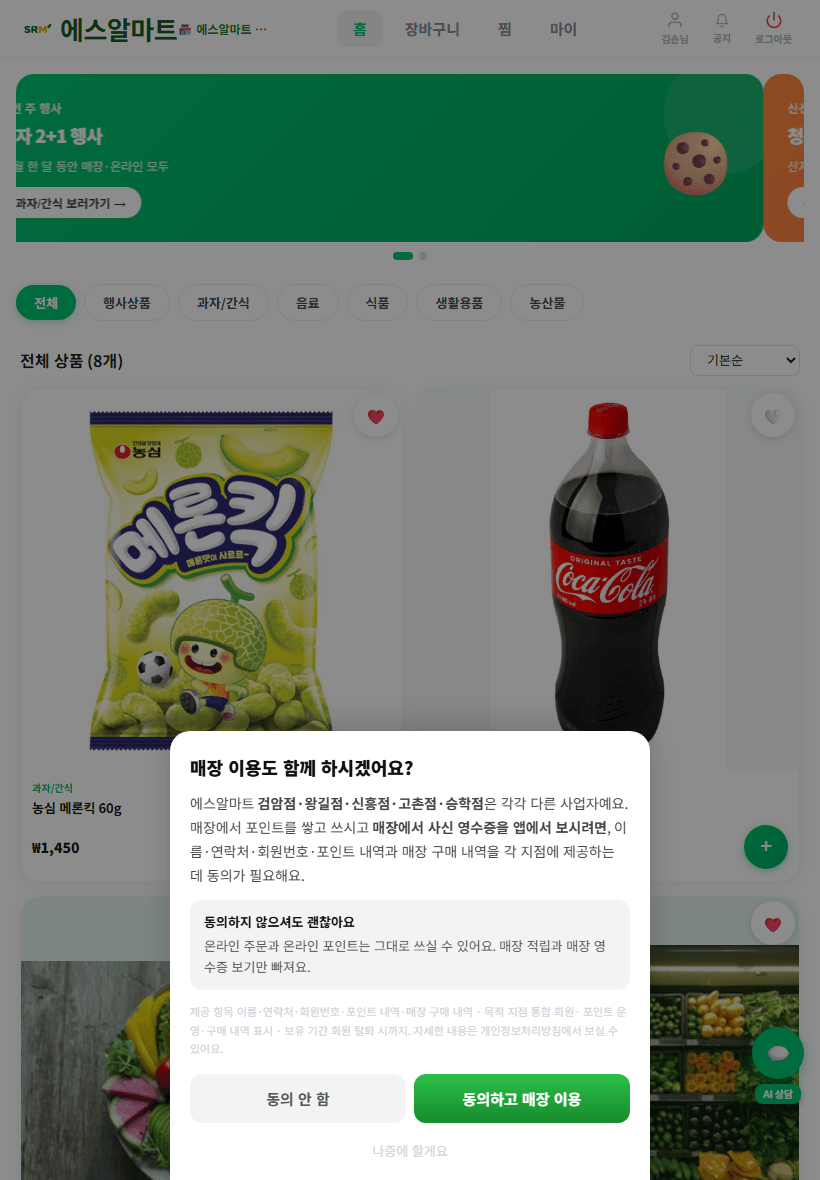 SRM 에스알마트 에스알마트 ···
홈 장바구니 찜 마이
김손님 공지 로그아웃
번 주 행사
자 2+1 행사
월 한 달 동안 매장·온라인 모두
과자/간식 보러가기 →
신선
청
산지
전체 행사상품 과자/간식 음료 식품 생활용품 농산물
전체 상품 (8개)
기본순
농심
메론킥
메론맛이 사르르~
ORIGINAL TASTE
Coca-Cola
과자/간식
농심 메론킥 60g
₩1,450
+
매장 이용도 함께 하시겠어요?
에스알마트 검암점·왕길점·신흥점·고촌점·승학점은 각각 다른 사업자예요.
매장에서 포인트를 쌓고 쓰시고 매장에서 사신 영수증을 앱에서 보시려면, 이
름·연락처·회원번호·포인트 내역과 매장 구매 내역을 각 지점에 제공하는
데 동의가 필요해요.
동의하지 않으셔도 괜찮아요
온라인 주문과 온라인 포인트는 그대로 쓰실 수 있어요. 매장 적립과 매장 영
수증 보기만 빠져요.
제공 항목 이름·연락처·회원번호·포인트 내역·매장 구매 내역 · 목적 지점 통합 회원·포인트 운
영·구매 내역 표시 · 보유 기간 회원 탈퇴 시까지. 자세한 내용은 개인정보처리방침에서 보실 수
있어요.
동의 안 함 동의하고 매장 이용
나중에 할게요
AI 상담